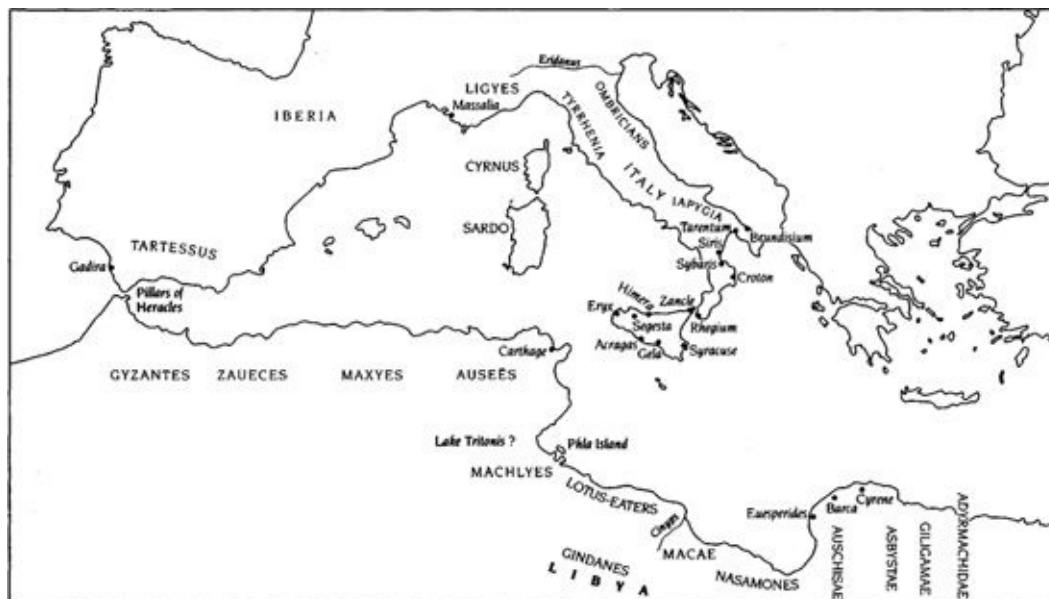 Eridanus
LIGYES
Massalia
OMBRICIANS
TYRRHENIA
IBERIA
CYRNUS
ITALY
IAPYGIA
SARDO
Tarentum
Brundisium
Siris
TARTESSUS
Sybaris
Gadira
Croton
Pillars of
Heracles
Himera
Zancle
Eryx
Segesta
Rhegium
Acragas
Gela
Syracuse
Carthage
GYZANTES
ZAUECES
MAXYES
AUSEËS
Lake Tritonis ?
Phla Island
MACHLYES
LOTUS-EATERS
Cinyps
Euesperides
Barca
Cyrene
MACAE
GINDANES
LIBYA
NASAMONES
AUSCHISAE
ASBYSTAE
GILIGAMAE
ADYRMACHIDAE